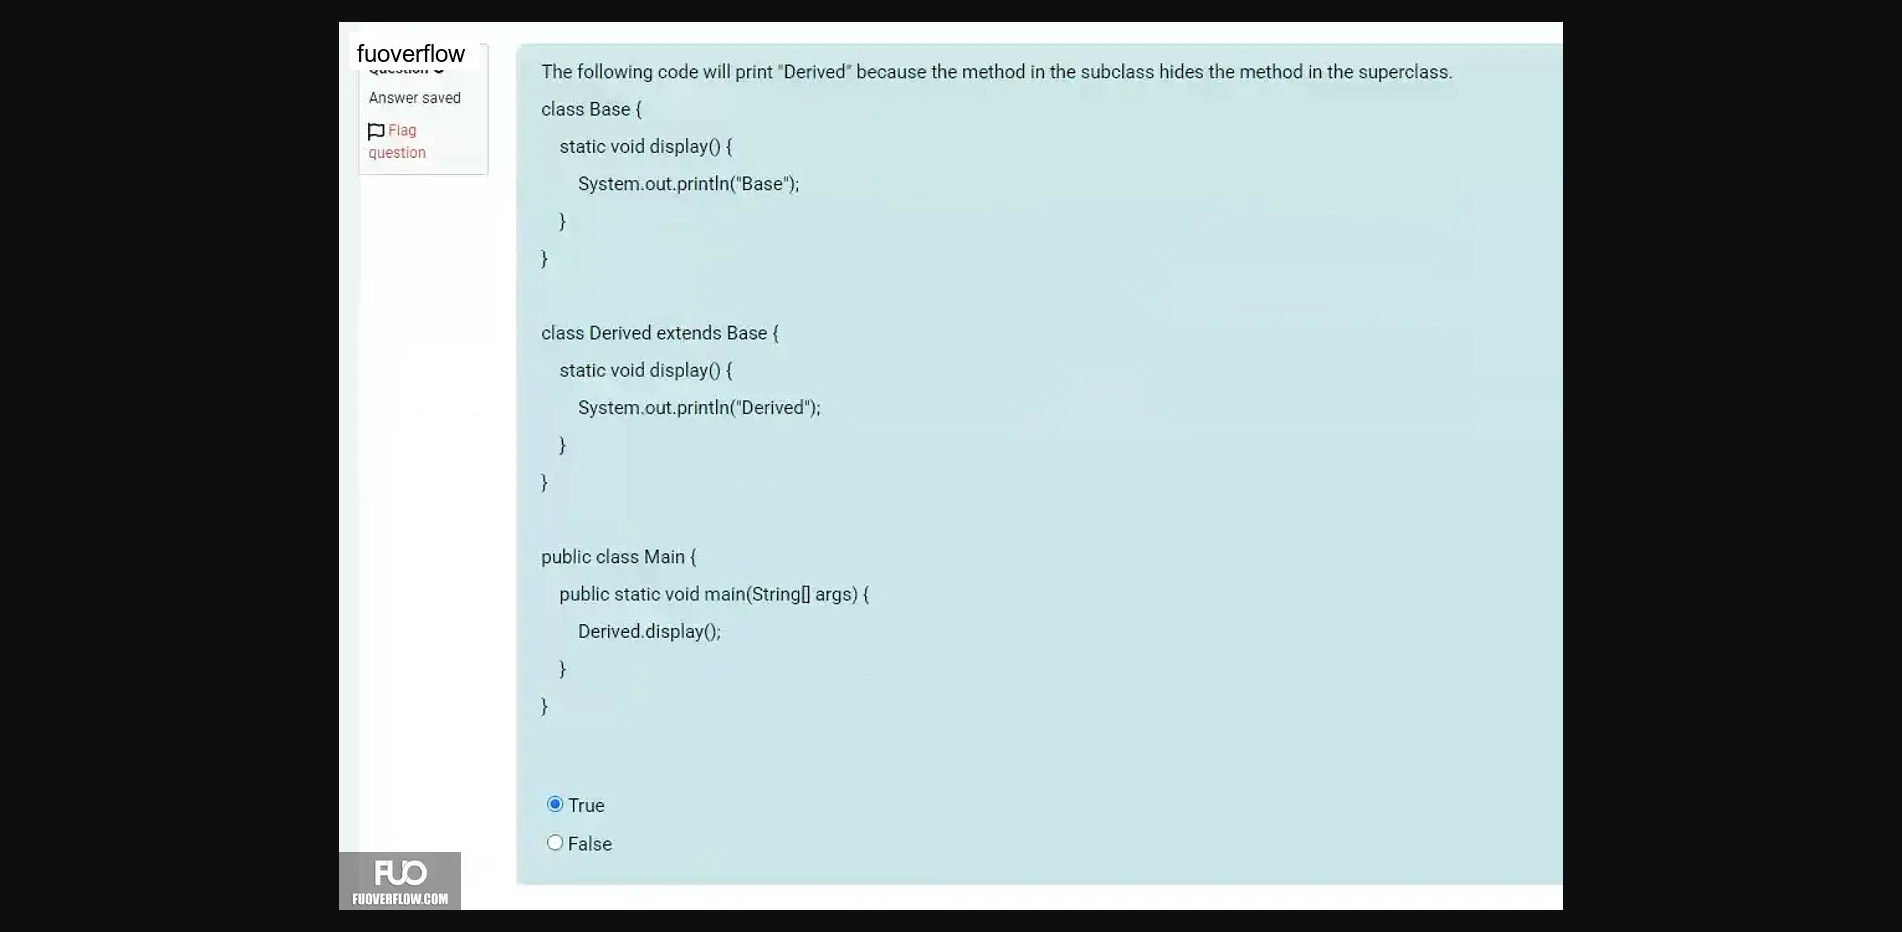 fuoverflow
Answer saved
Flag
question
The following code will print "Derived" because the method in the subclass hides the method in the superclass.
class Base {
static void display() {
System.out.println("Base");
}
}
class Derived extends Base {
static void display() {
System.out.println("Derived");
}
}
public class Main {
public static void main(String[] args) {
Derived.display();
}
}
True
False
FUO
FUOVERFLOW.COM